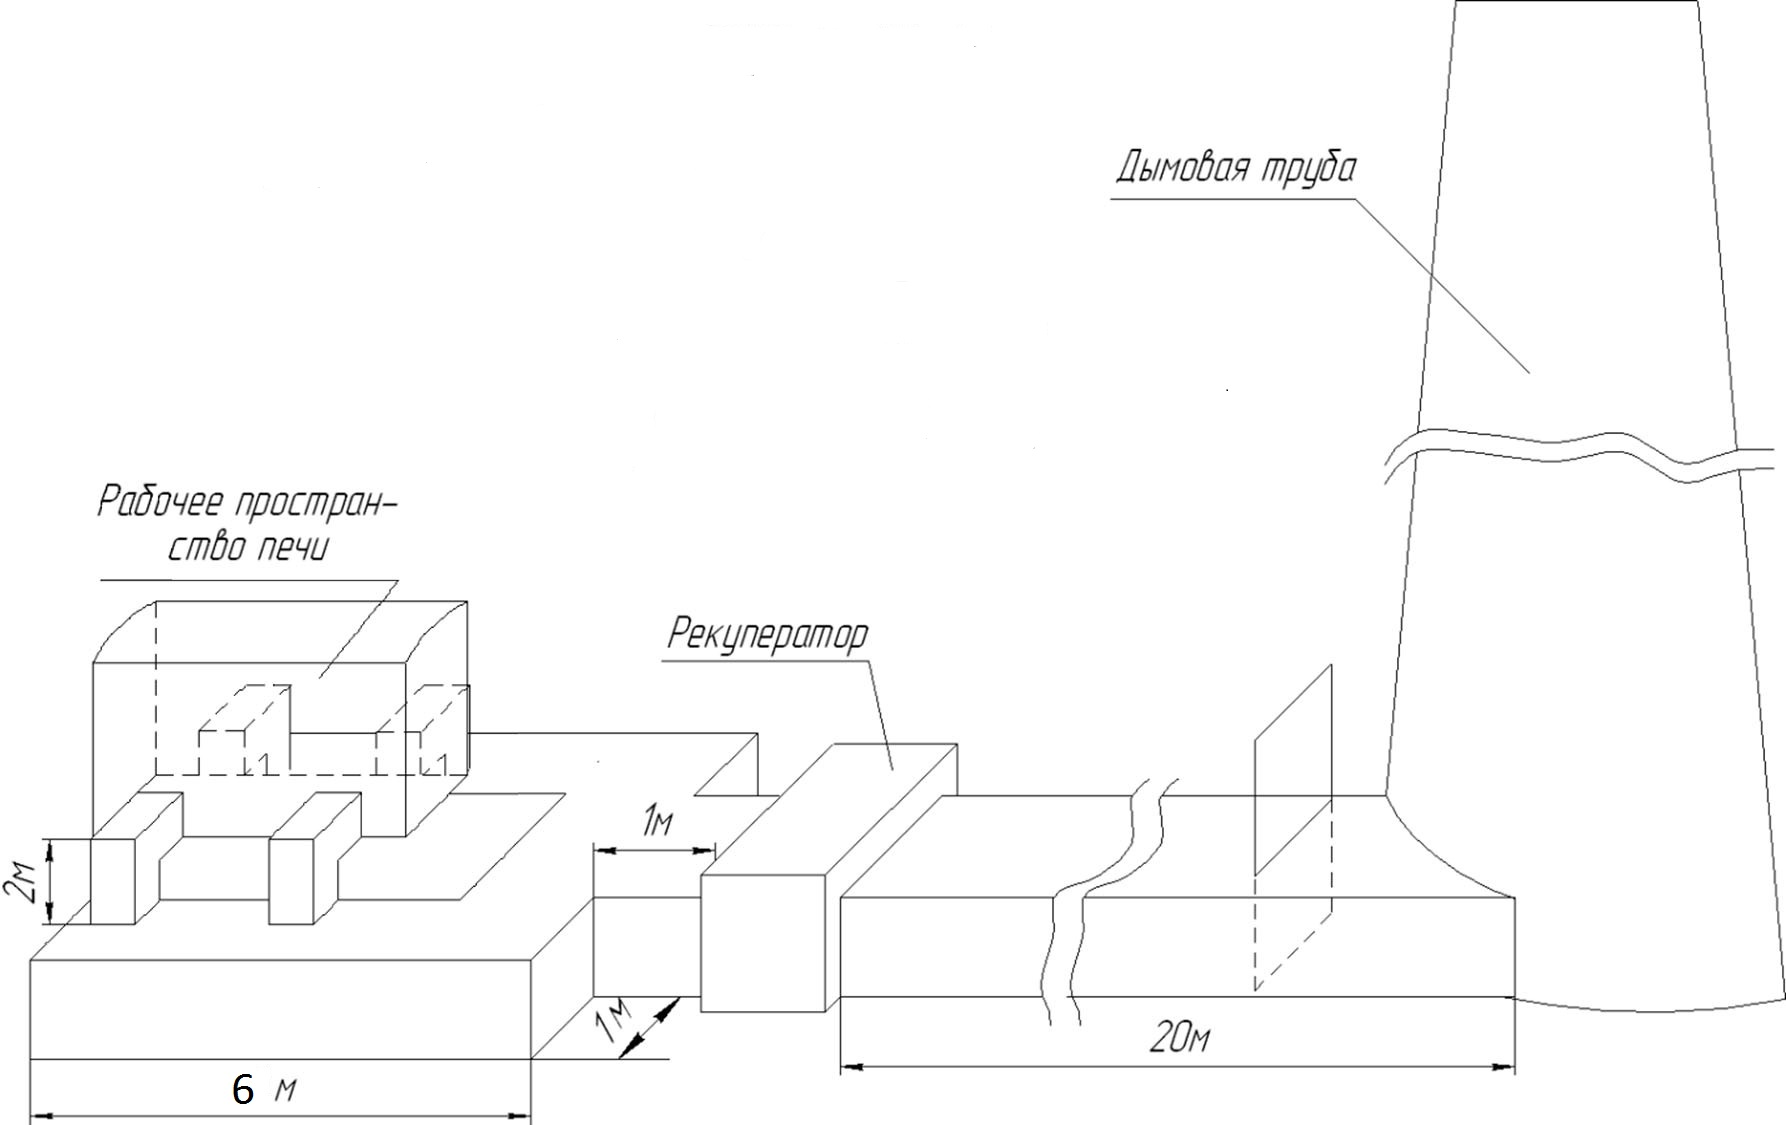 Дымовая труба
Рабочее простран-
ство печи
Рекуператор
1м
2м
1м
20м
6 м